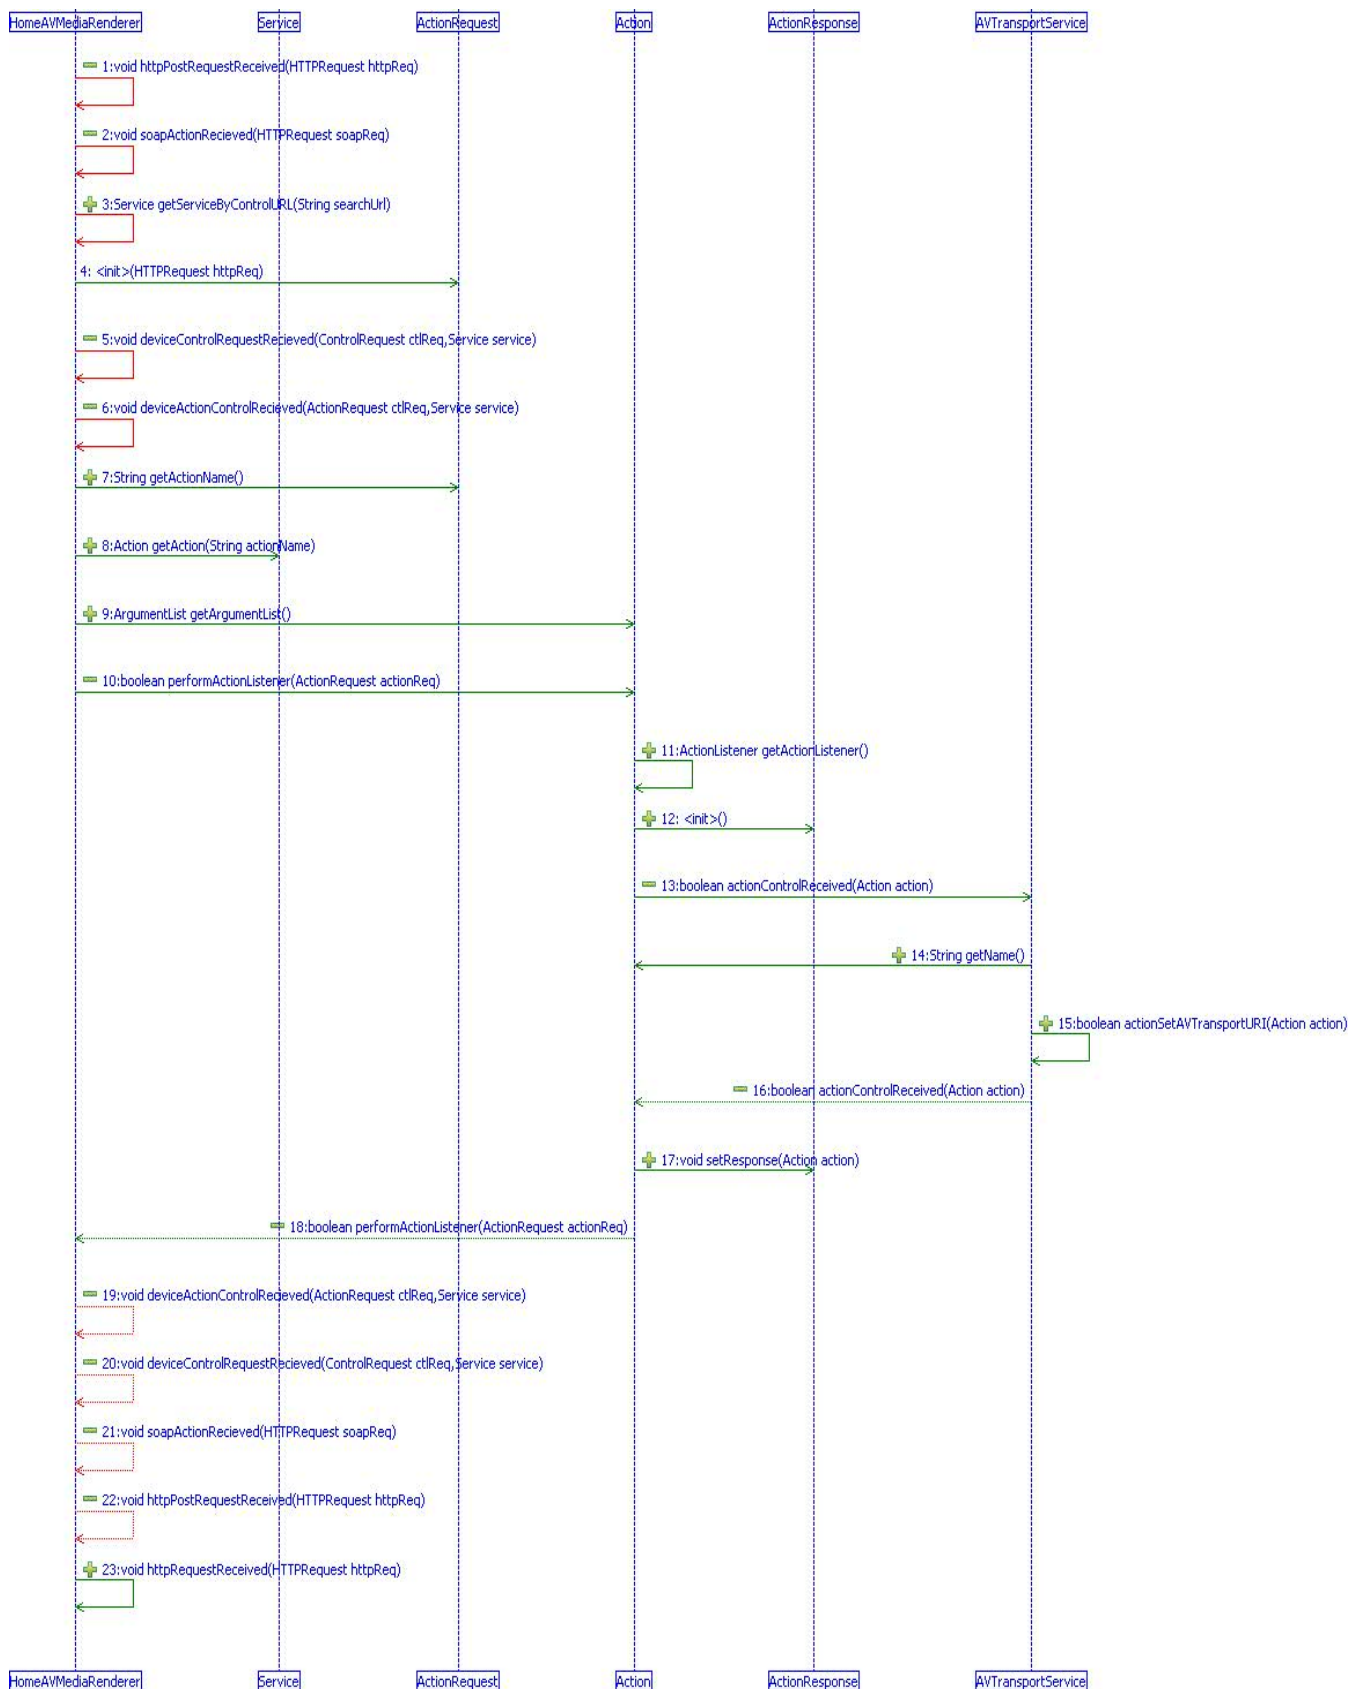 HomeAVMediaRenderer Service ActionRequest Action ActionResponse AVTransportService
1:void httpPostRequestReceived(HTTPRequest httpReq)
2:void soapActionRecieved(HTTPRequest soapReq)
3:Service getServiceByControlURL(String searchUrl)
4: <init>(HTTPRequest httpReq)
5:void deviceControlRequestRecieved(ControlRequest ctlReq,Service service)
6:void deviceActionControlRecieved(ActionRequest ctlReq,Service service)
7:String getActionName()
8:Action getAction(String actionName)
9:ArgumentList getArgumentList()
10:boolean performActionListener(ActionRequest actionReq)
11:ActionListener getActionListener()
12: <init>()
13:boolean actionControlReceived(Action action)
14:String getName()
15:boolean actionSetAVTransportURI(Action action)
16:boolean actionControlReceived(Action action)
17:void setResponse(Action action)
18:boolean performActionListener(ActionRequest actionReq)
19:void deviceActionControlRecieved(ActionRequest ctlReq,Service service)
20:void deviceControlRequestRecieved(ControlRequest ctlReq,Service service)
21:void soapActionRecieved(HTTPRequest soapReq)
22:void httpPostRequestReceived(HTTPRequest httpReq)
23:void httpRequestReceived(HTTPRequest httpReq)
HomeAVMediaRenderer Service ActionRequest Action ActionResponse AVTransportService